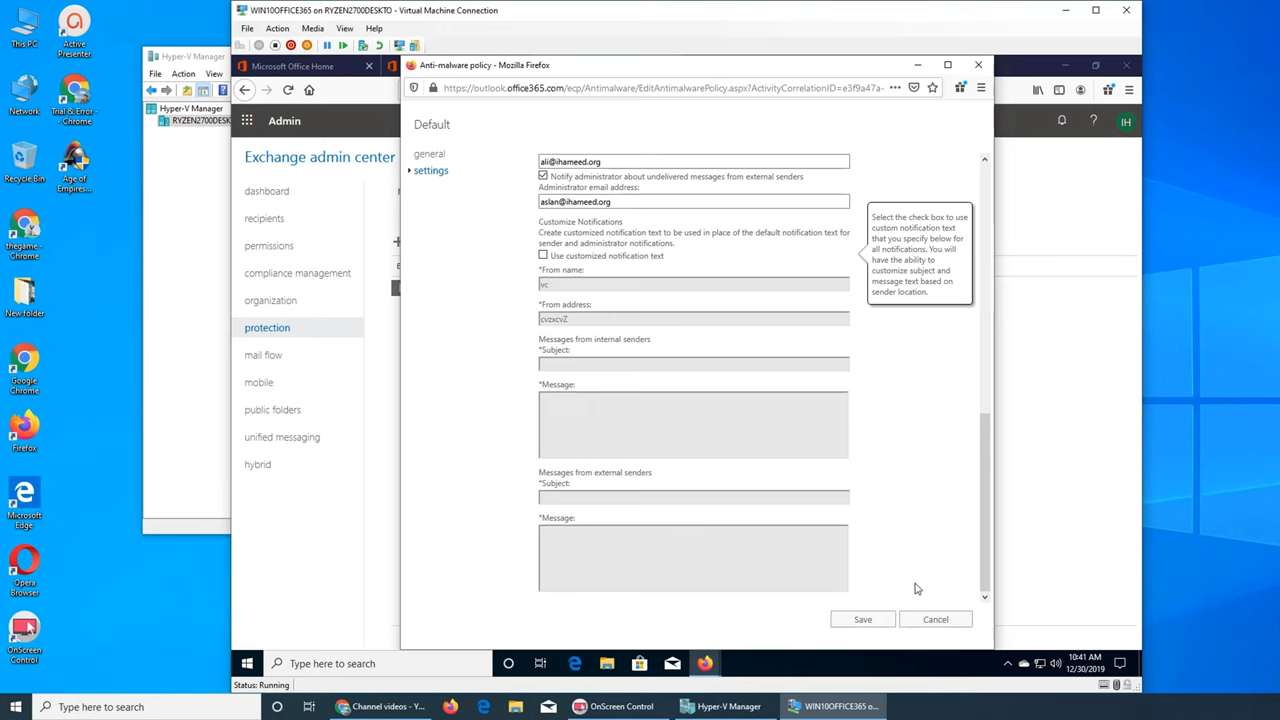 This PC
Active
Presenter
Network
Trial & Error -
- Chrome
Recycle Bin
Age of
Empires...
thegame -
Chrome
New folder
Google
Chrome
Firefox
Microsoft
Edge
Opera
Browser
OnScreen
Control
Hyper-V Manager
File Action View
Hyper-V Manager
RYZEN2700DESK
WIN10OFFICE365 on RYZEN2700DESKTO - Virtual Machine Connection
File Action Media View Help
Microsoft Office Home
Admin
IH
Exchange admin center
dashboard
recipients
permissions
compliance management
organization
protection
mail flow
mobile
public folders
unified messaging
hybrid
Anti-malware policy - Mozilla Firefox
https://outlook.office365.com/ecp/Antimalware/EditAntimalwarePolicy.aspx?ActivityCorrelationID=e3f9a47a-
Default
general
settings
ali@ihameed.org
Notify administrator about undelivered messages from external senders
Administrator email address:
aslan@ihameed.org
Customize Notifications
Create customized notification text to be used in place of the default notification text for
sender and administrator notifications.
Use customized notification text
*From name:
vc
*From address:
cvzxcvZ
Messages from internal senders
*Subject:
*Message:
Messages from external senders
*Subject:
*Message:
Select the check box to use
custom notification text
that you specify below for
all notifications. You will
have the ability to
customize subject and
message text based on
sender location.
Save
Cancel
Type here to search
10:41 AM
12/30/2019
Status: Running
Type here to search
Channel videos - Y...
OnScreen Control
Hyper-V Manager
WIN10OFFICE365 o...